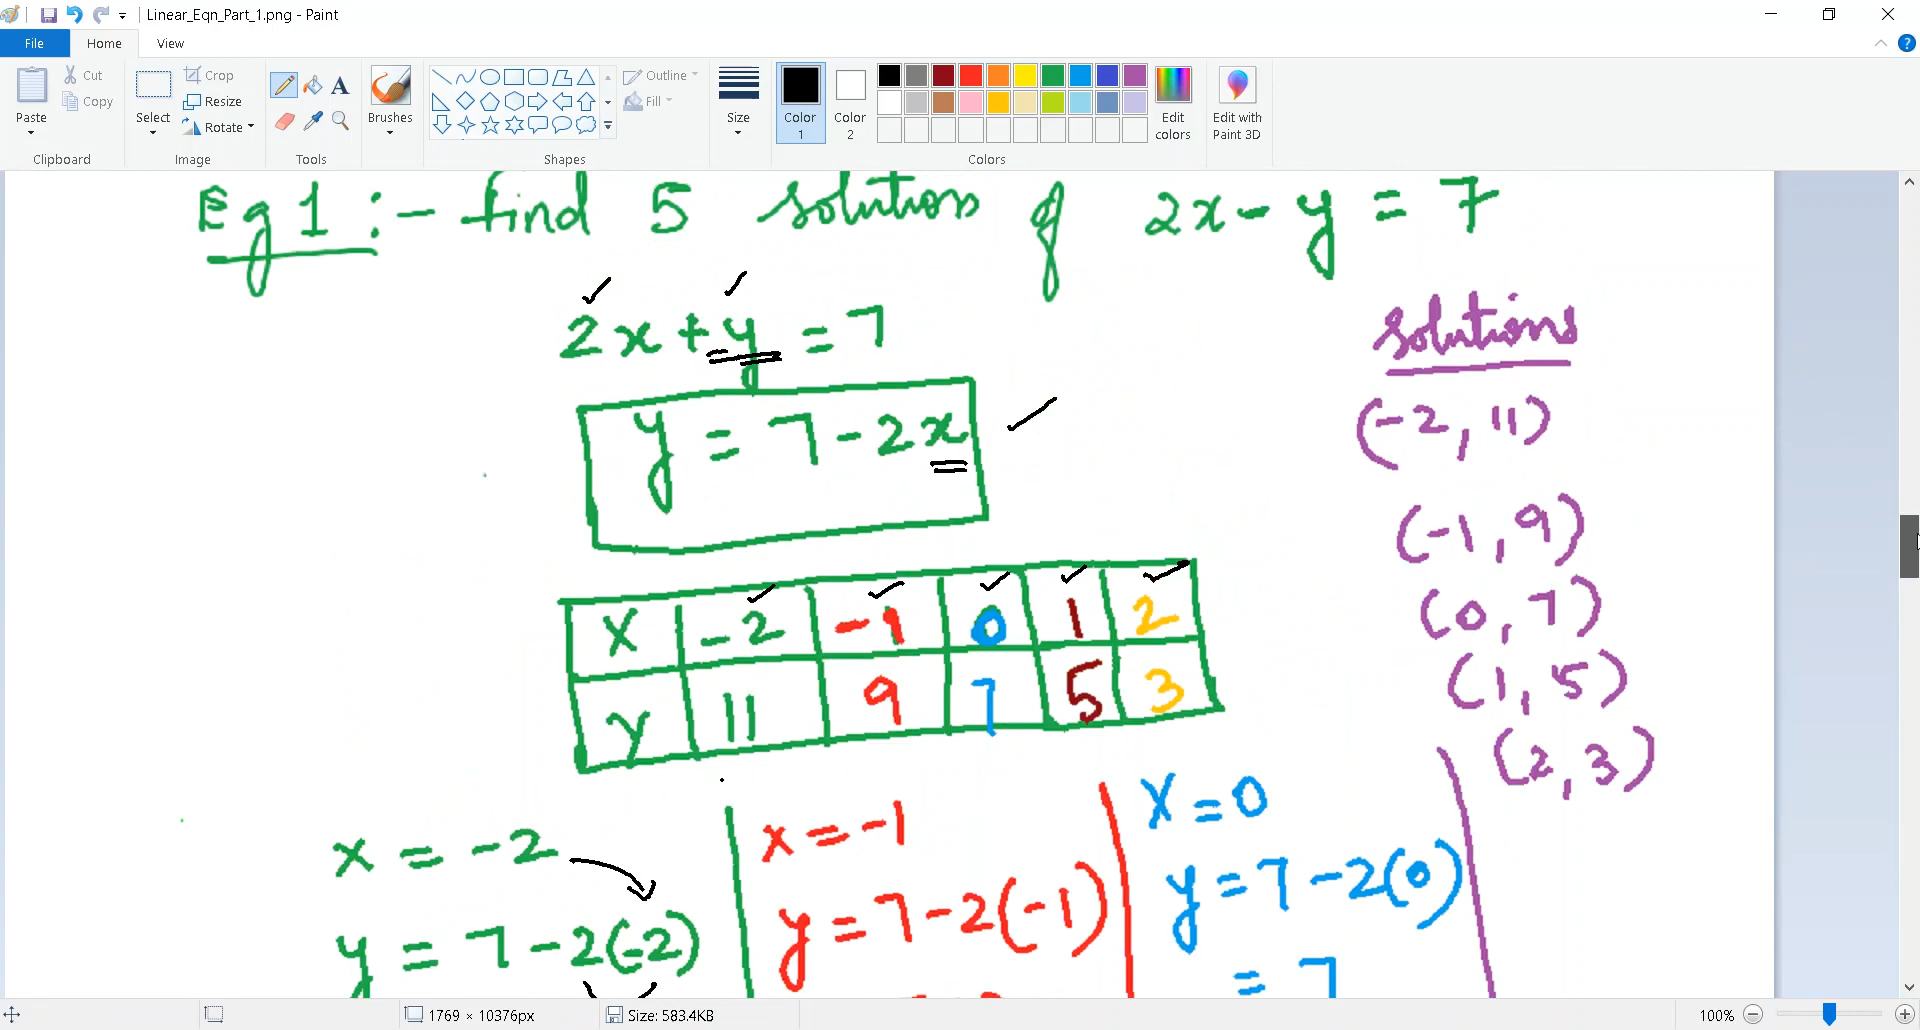 Linear_Eqn_Part_1.png - Paint
File Home View
Paste Cut Copy Clipboard
Select Crop Resize Rotate Image
Tools
Brushes
Shapes Outline Fill
Size
Color 1 Color 2 Edit colors Colors
Edit with Paint 3D
Eg 1 :- find 5 solutions of 2x - y = 7
2x + y = 7
y = 7 - 2x
X -2 -1 0 1 2
Y 11 9 7 5 3
solutions
(-2, 11)
(-1, 9)
(0, 7)
(1, 5)
(2, 3)
x = -2
y = 7 - 2(-2)
x = -1
y = 7 - 2(-1)
X = 0
y = 7 - 2(0)
= 7
1769 × 10376px Size: 583.4KB 100%